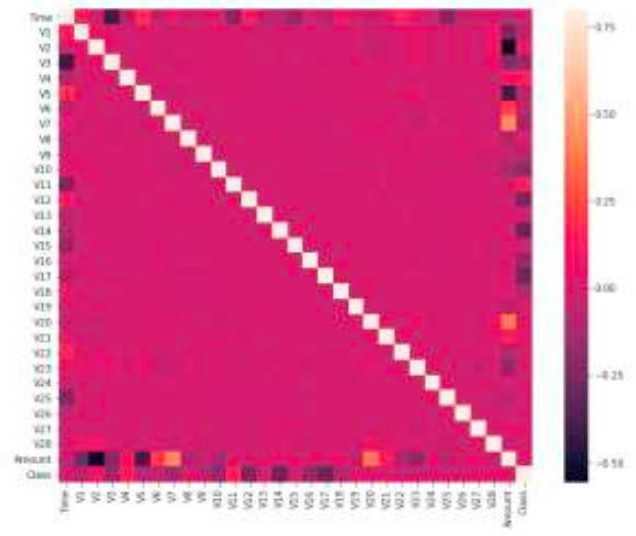 Time
V1
V2
V3
V4
V5
V6
V7
V8
V9
V10
V11
V12
V13
V14
V15
V16
V17
V18
V19
V20
V21
V22
V23
V24
V25
V26
V27
V28
Amount
Class
Time V1 V2 V3 V4 V5 V6 V7 V8 V9 V10 V11 V12 V13 V14 V15 V16 V17 V18 V19 V20 V21 V22 V23 V24 V25 V26 V27 V28 Amount Class
0.75
0.50
0.25
0.00
-0.25
-0.50